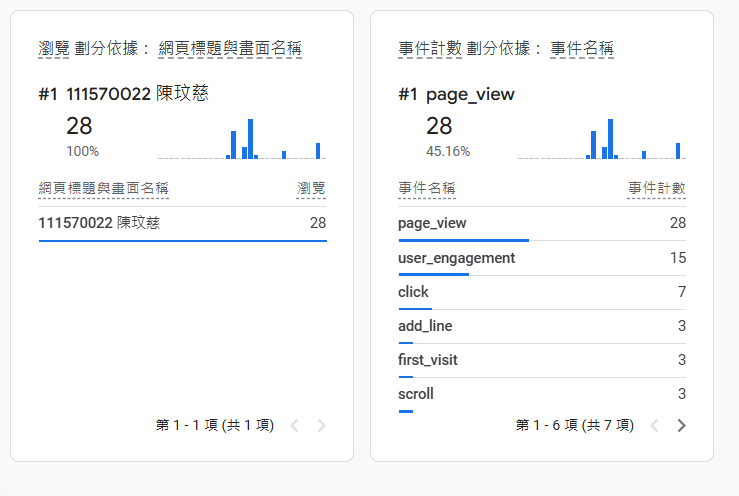 瀏覽 劃分依據： 網頁標題與畫面名稱
#1 111570022 陳玟慈
28
100%
網頁標題與畫面名稱 瀏覽
111570022 陳玟慈 28
第 1 - 1 項 (共 1 項)
事件計數 劃分依據： 事件名稱
#1 page_view
28
45.16%
事件名稱 事件計數
page_view 28
user_engagement 15
click 7
add_line 3
first_visit 3
scroll 3
第 1 - 6 項 (共 7 項)